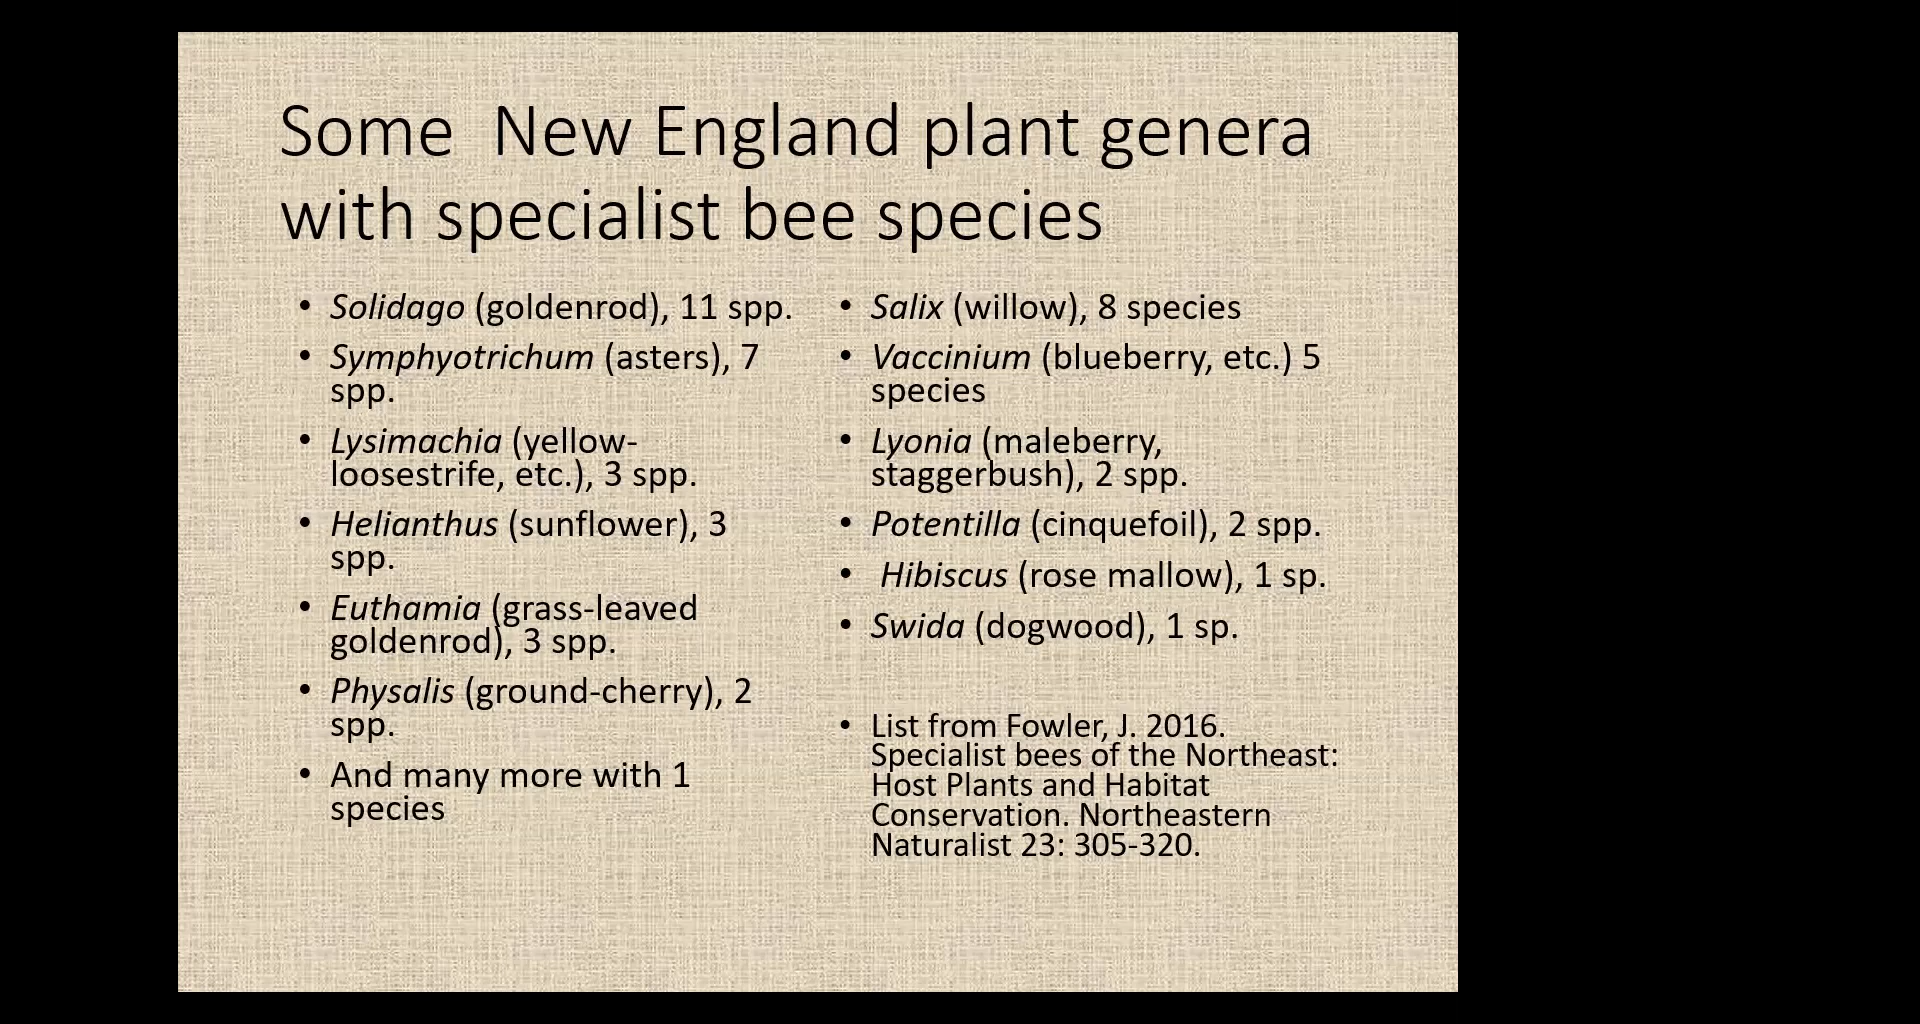 Some  New England plant genera
with specialist bee species
• Solidago (goldenrod), 11 spp.
• Symphyotrichum (asters), 7
spp.
• Lysimachia (yellow-
loosestrife, etc.), 3 spp.
• Helianthus (sunflower), 3
spp.
• Euthamia (grass-leaved
goldenrod), 3 spp.
• Physalis (ground-cherry), 2
spp.
• And many more with 1
species
• Salix (willow), 8 species
• Vaccinium (blueberry, etc.) 5
species
• Lyonia (maleberry,
staggerbush), 2 spp.
• Potentilla (cinquefoil), 2 spp.
•  Hibiscus (rose mallow), 1 sp.
• Swida (dogwood), 1 sp.
• List from Fowler, J. 2016.
Specialist bees of the Northeast:
Host Plants and Habitat
Conservation. Northeastern
Naturalist 23: 305-320.